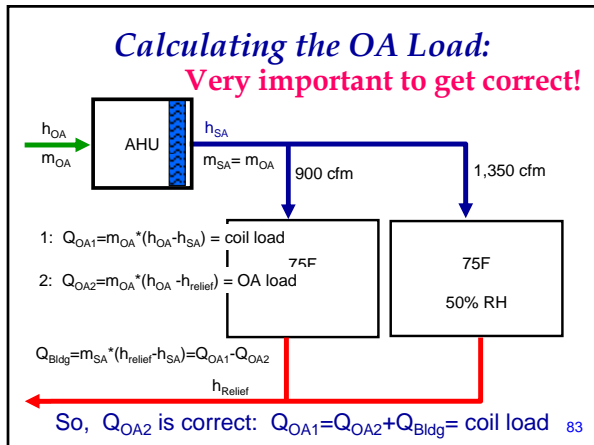 Calculating the OA Load:
Very important to get correct!
hOA
mOA
AHU
hSA
mSA= mOA
900 cfm
1,350 cfm
1: QOA1=mOA*(hOA-hSA) = coil load
75F
2: QOA2=mOA*(hOA -hrelief) = OA load
75F
50% RH
QBldg=mSA*(hrelief-hSA)=QOA1-QOA2
hRelief
So, QOA2 is correct: QOA1=QOA2+QBldg= coil load
83